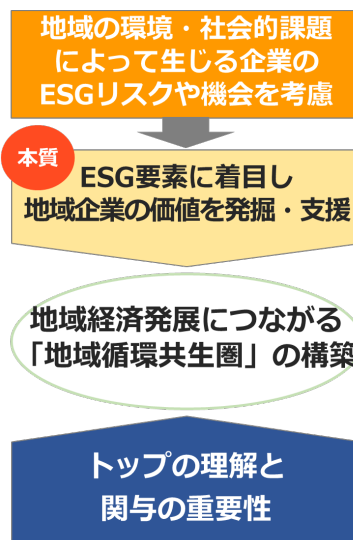 地域の環境・社会的課題
によって生じる企業の
ESGリスクや機会を考慮
本質
ESG要素に着目し
地域企業の価値を発掘・支援
地域経済発展につながる
「地域循環共生圏」の構築
トップの理解と
関与の重要性